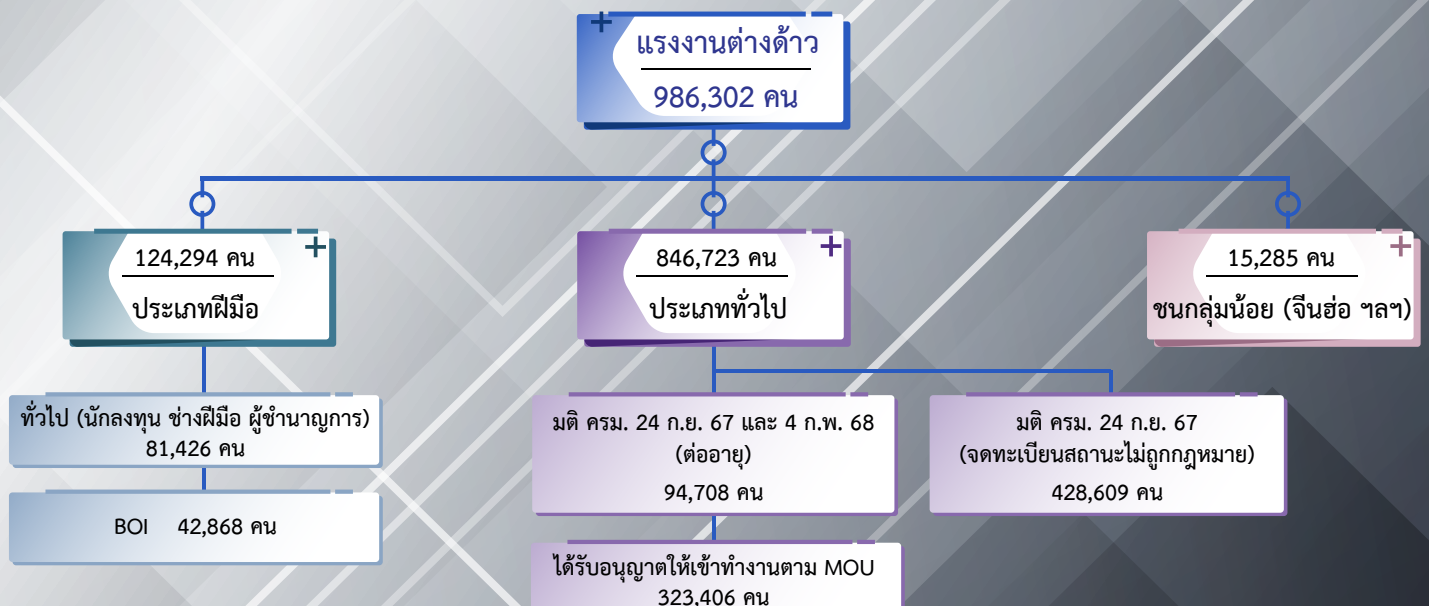 แรงงานต่างด้าว
986,302 คน
124,294 คน
ประเภทฝีมือ
846,723 คน
ประเภททั่วไป
15,285 คน
ชนกลุ่มน้อย (จีนฮ่อ ฯลฯ)
ทั่วไป (นักลงทุน ช่างฝีมือ ผู้ชำนาญการ)
81,426 คน
BOI 42,868 คน
มติ ครม. 24 ก.ย. 67 และ 4 ก.พ. 68
(ต่ออายุ)
94,708 คน
มติ ครม. 24 ก.ย. 67
(จดทะเบียนสถานะไม่ถูกกฎหมาย)
428,609 คน
ได้รับอนุญาตให้เข้าทำงานตาม MOU
323,406 คน